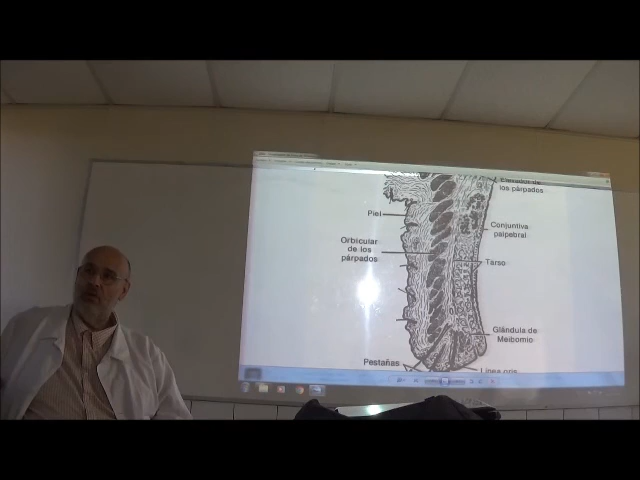 Elevador de
los párpados
Piel
Conjuntiva
palpebral
Orbicular
de los
párpados
Tarso
Glándula de
Meibomio
Pestañas
Línea gris